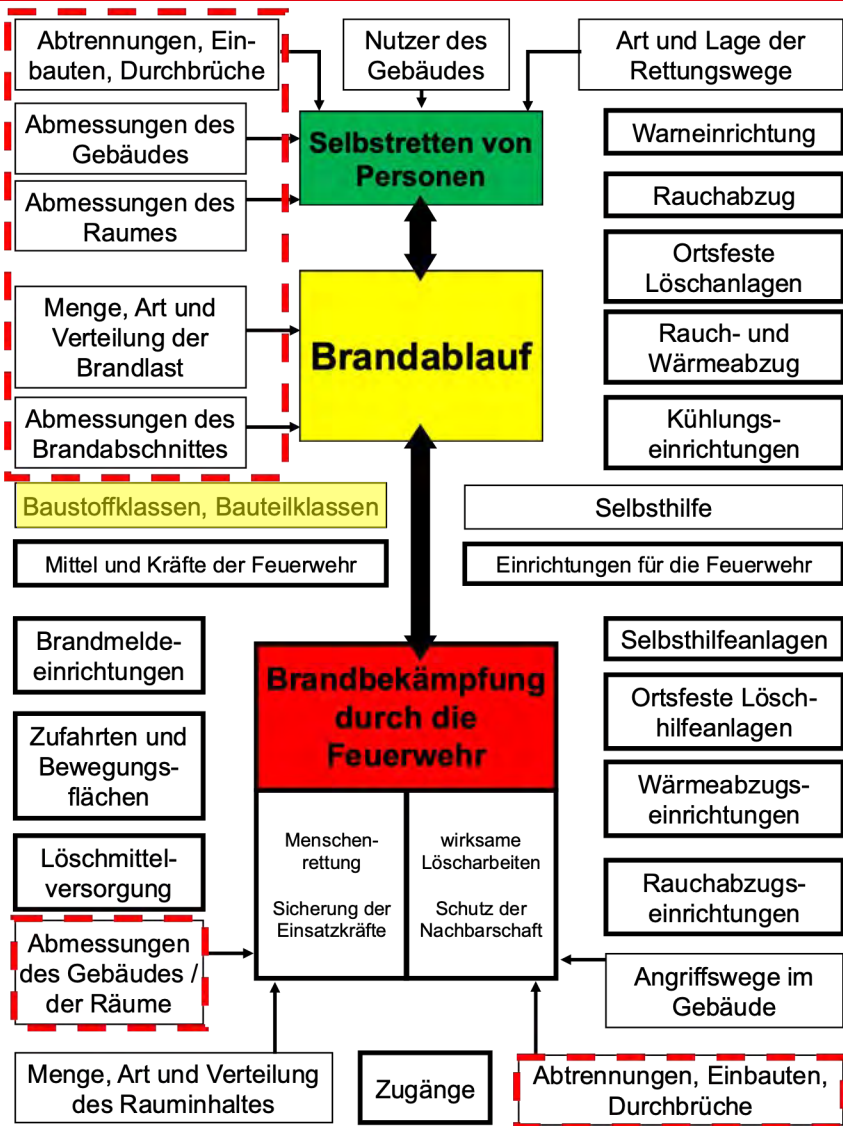 Abtrennungen, Ein-
bauten, Durchbrüche
Nutzer des
Gebäudes
Art und Lage der
Rettungswege
Abmessungen des
Gebäudes
Selbstretten von
Personen
Warneinrichtung
Abmessungen des
Raumes
Rauchabzug
Ortsfeste
Löschanlagen
Menge, Art und
Verteilung der
Brandlast
Brandablauf
Rauch- und
Wärmeabzug
Abmessungen des
Brandabschnittes
Kühlungs-
einrichtungen
Baustoffklassen, Bauteilklassen
Selbsthilfe
Mittel und Kräfte der Feuerwehr
Einrichtungen für die Feuerwehr
Brandmelde-
einrichtungen
Brandbekämpfung
durch die
Feuerwehr
Selbsthilfeanlagen
Ortsfeste Lösch-
hilfeanlagen
Zufahrten und
Bewegungs-
flächen
Wärmeabzugs-
einrichtungen
Menschen-
rettung
Sicherung der
Einsatzkräfte
wirksame
Löscharbeiten
Schutz der
Nachbarschaft
Löschmittel-
versorgung
Rauchabzugs-
einrichtungen
Abmessungen
des Gebäudes /
der Räume
Angriffswege im
Gebäude
Menge, Art und Verteilung
des Rauminhaltes
Zugänge
Abtrennungen, Einbauten,
Durchbrüche